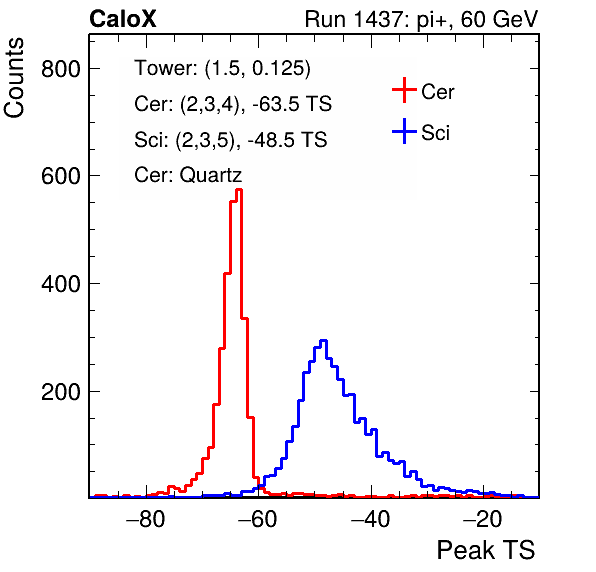 CaloX Run 1437: pi+, 60 GeV
Counts
800
600
400
200
Tower: (1.5, 0.125)
Cer: (2,3,4), -63.5 TS
Sci: (2,3,5), -48.5 TS
Cer: Quartz
Cer
Sci
−80 −60 −40 −20
Peak TS